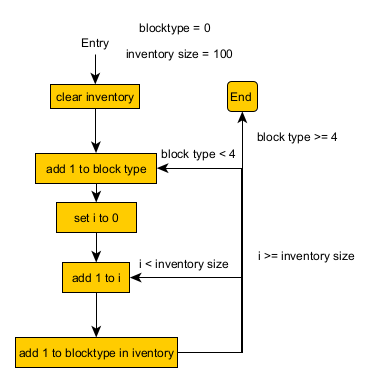 blocktype = 0
Entry
inventory size = 100
clear inventory
End
block type >= 4
block type < 4
add 1 to block type
set i to 0
i < inventory size
i >= inventory size
add 1 to i
add 1 to blocktype in iventory